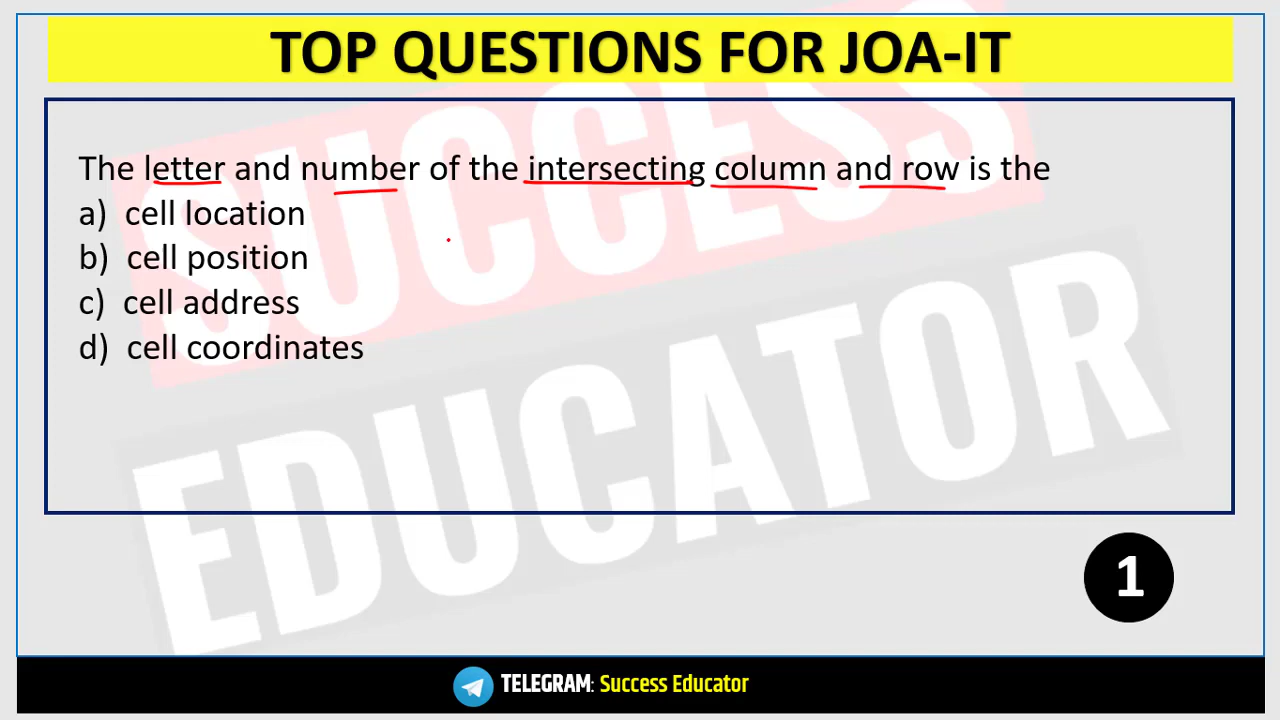 TOP QUESTIONS FOR JOA-IT
The letter and number of the intersecting column and row is the
a) cell location
b) cell position
c) cell address
d) cell coordinates
SUCCESS
EDUCATOR
1
TELEGRAM: Success Educator